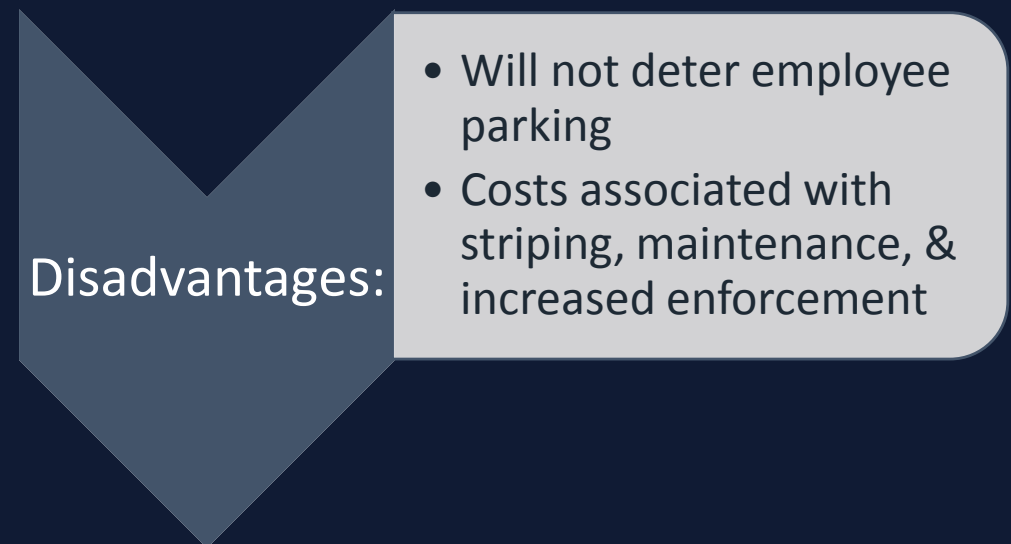 Disadvantages:
• Will not deter employee
parking
• Costs associated with
striping, maintenance, &
increased enforcement